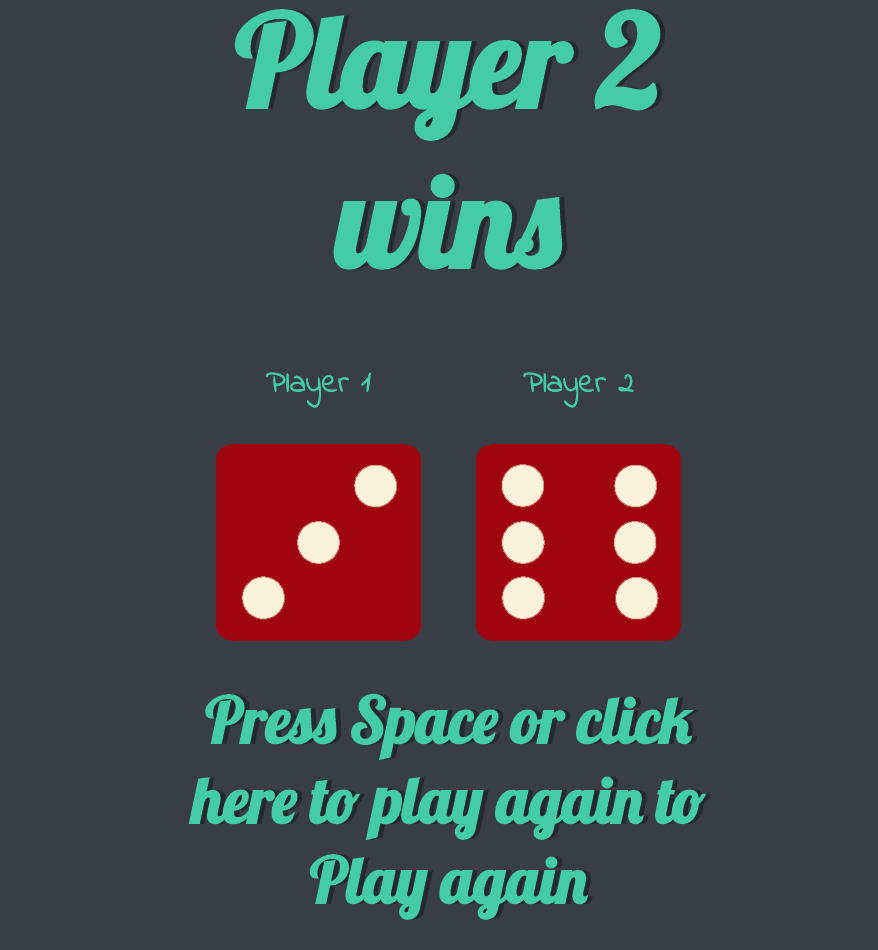 Player 2
wins
Player 1
Player 2
Press Space or click
here to play again to
Play again